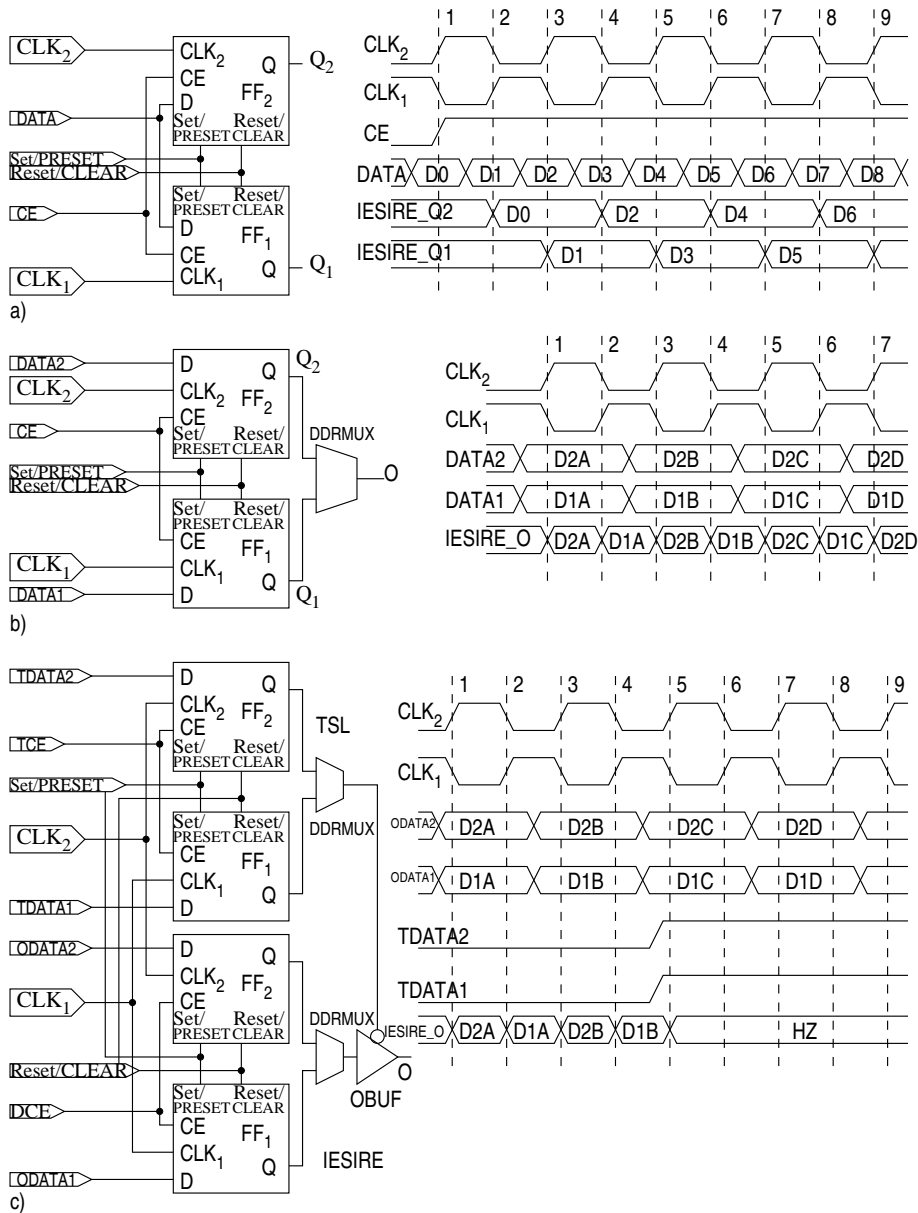 CLK2
CLK2
Q
Q2
CE
FF2
D
DATA
Set/
PRESET
Reset/
CLEAR
Set/PRESET
Reset/CLEAR
Set/
PRESET
Reset/
CLEAR
CE
D
FF1
CE
CLK1
CLK1
Q
Q1
a)
1 2 3 4 5 6 7 8 9
CLK2
CLK1
CE
DATA D0 D1 D2 D3 D4 D5 D6 D7 D8
IESIRE_Q2 D0 D2 D4 D6
IESIRE_Q1 D1 D3 D5
DATA2
D
Q
Q2
CLK2
CLK2
FF2
CE
CE
Set/
PRESET
Reset/
CLEAR
DDRMUX
Set/PRESET
Reset/CLEAR
O
Set/
PRESET
Reset/
CLEAR
CE
FF1
CLK1
CLK1
Q
DATA1
D
Q1
b)
1 2 3 4 5 6 7
CLK2
CLK1
DATA2 D2A D2B D2C D2D
DATA1 D1A D1B D1C D1D
IESIRE_O D2A D1A D2B D1B D2C D1C D2D
TDATA2
D
Q
CLK2
FF2
CE
TSL
TCE
Set/
PRESET
Reset/
CLEAR
Set/PRESET
Set/
PRESET
Reset/
CLEAR
DDRMUX
CLK2
CE
FF1
CLK1
Q
TDATA1
D
ODATA2
D
Q
CLK2
FF2
CLK1
CE
DDRMUX
Set/
PRESET
Reset/
CLEAR
Reset/CLEAR
O
OBUF
Set/
PRESET
Reset/
CLEAR
DCE
CE
FF1
CLK1
Q
IESIRE
ODATA1
D
c)
1 2 3 4 5 6 7 8 9
CLK2
CLK1
ODATA2 D2A D2B D2C D2D
ODATA1 D1A D1B D1C D1D
TDATA2
TDATA1
IESIRE_O D2A D1A D2B D1B HZ